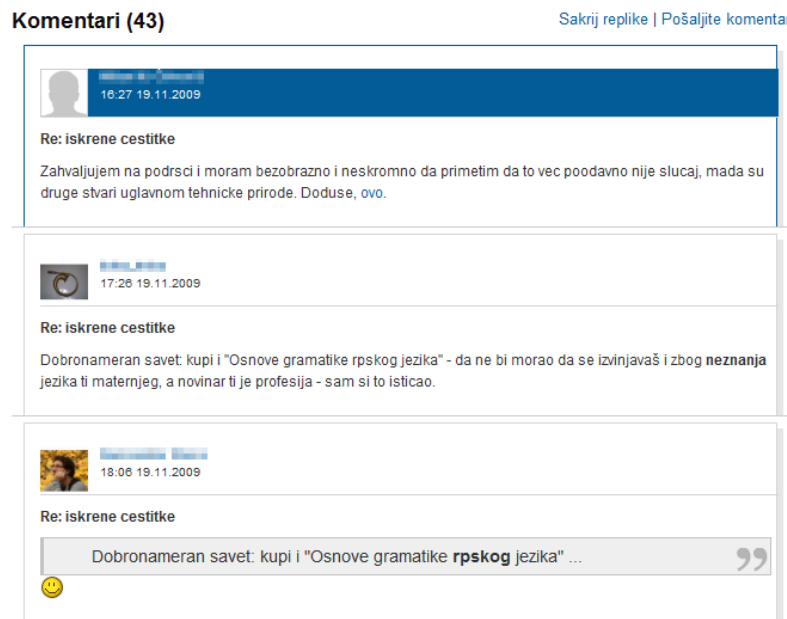 Komentari (43)
Sakrij replike | Pošaljite komentar
16:27 19.11.2009
Re: iskrene cestitke
Zahvaljujem na podrsci i moram bezobrazno i neskromno da primetim da to vec poodavno nije slucaj, mada su
druge stvari uglavnom tehnicke prirode. Doduse, ovo.
17:26 19.11.2009
Re: iskrene cestitke
Dobronameran savet: kupi i "Osnove gramatike rpskog jezika" - da ne bi morao da se izvinjavaš i zbog neznanja
jezika ti maternjeg, a novinar ti je profesija - sam si to isticao.
18:06 19.11.2009
Re: iskrene cestitke
Dobronameran savet: kupi i "Osnove gramatike rpskog jezika" ...